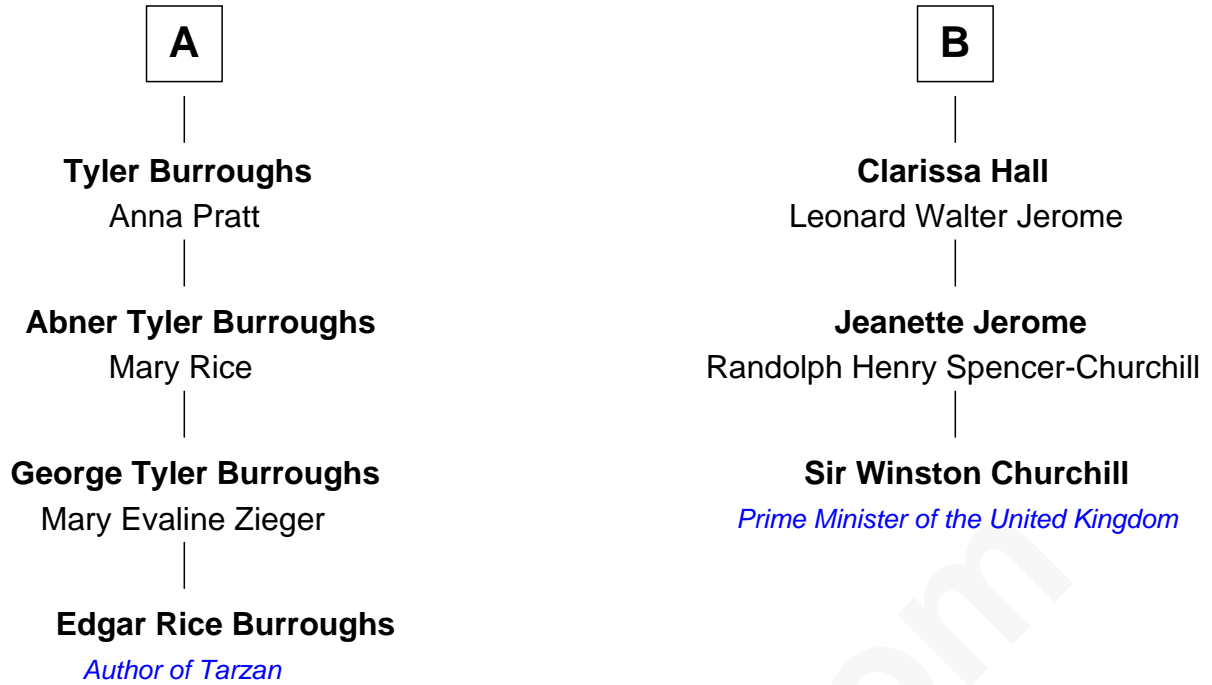 A
Tyler Burroughs
Anna Pratt
Abner Tyler Burroughs
Mary Rice
George Tyler Burroughs
Mary Evaline Zieger
Edgar Rice Burroughs
Author of Tarzan
B
Clarissa Hall
Leonard Walter Jerome
Jeanette Jerome
Randolph Henry Spencer-Churchill
Sir Winston Churchill
Prime Minister of the United Kingdom
om